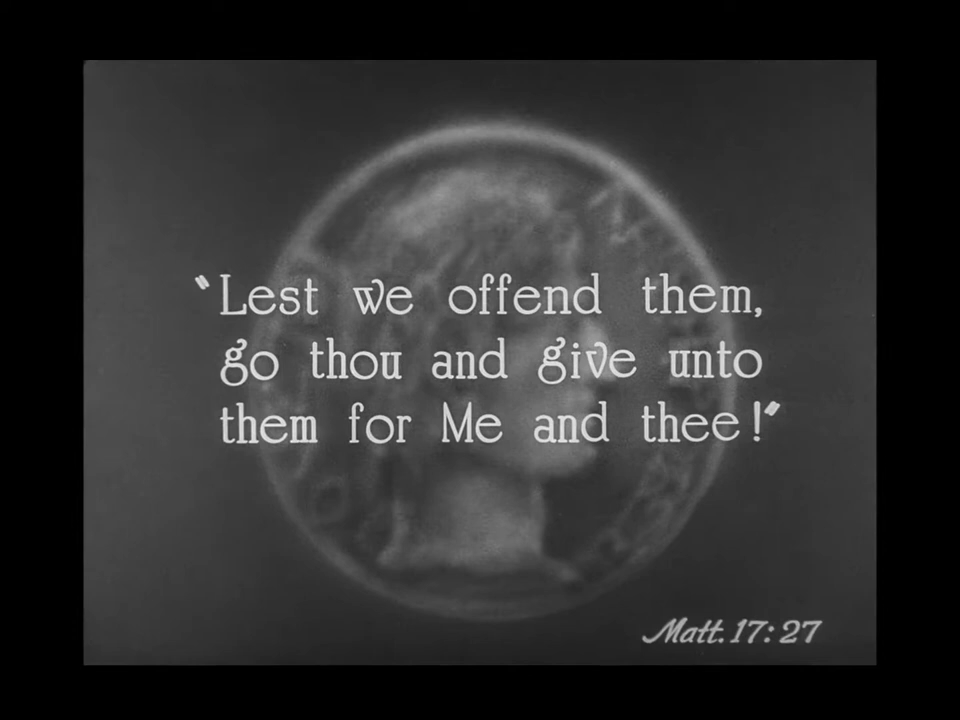 "Lest we offend them,
go thou and give unto
them for Me and thee!"
Matt. 17:27